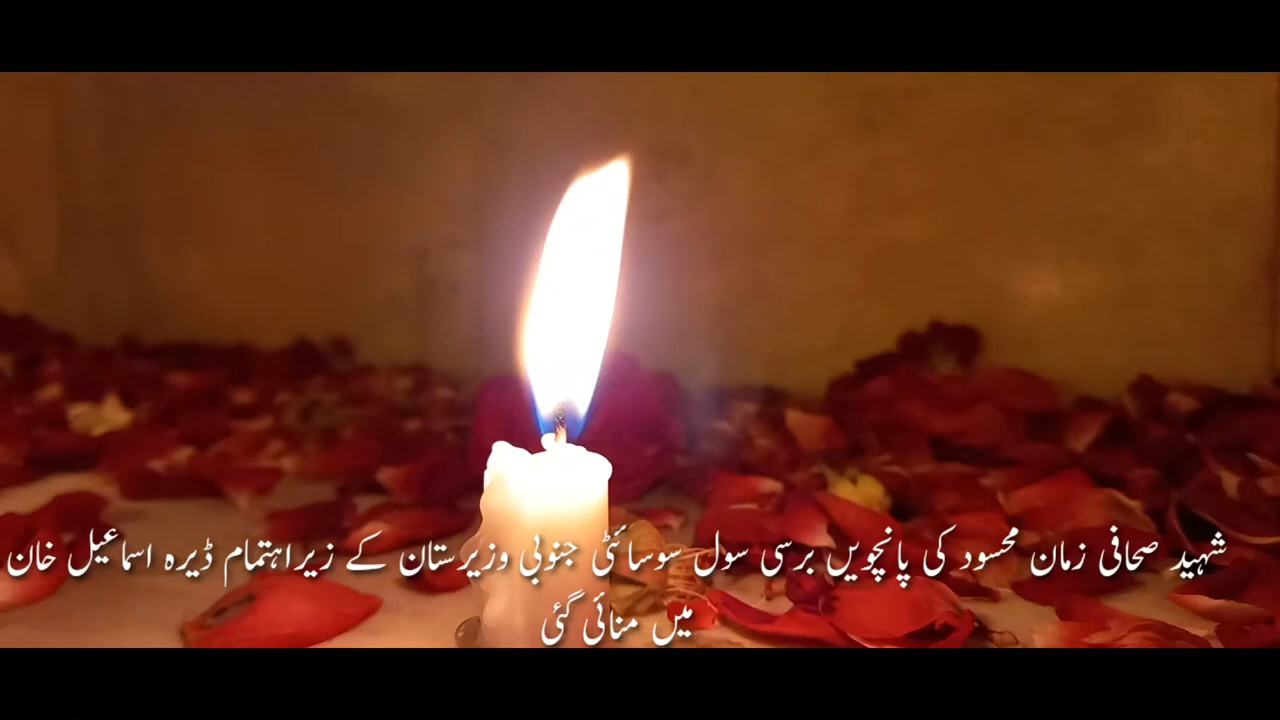 شہید صحافی زمان محسود کی پانچویں برسی سول سوسائٹی جنوبی وزیرستان کے زیراہتمام ڈیرہ اسماعیل خان
میں منائی گئی